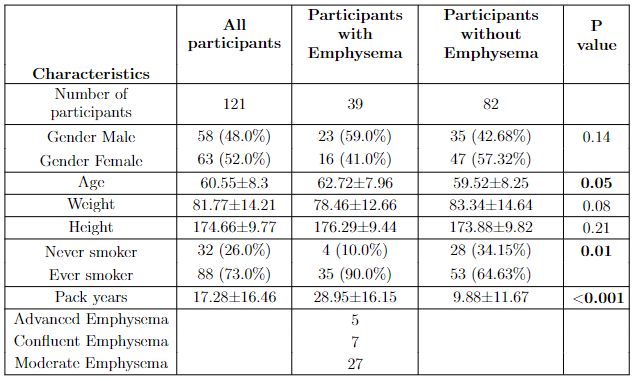 Characteristics All participants Participants with Emphysema Participants without Emphysema P value
Number of participants 121 39 82
Gender Male 58 (48.0%) 23 (59.0%) 35 (42.68%) 0.14
Gender Female 63 (52.0%) 16 (41.0%) 47 (57.32%)
Age 60.55±8.3 62.72±7.96 59.52±8.25 0.05
Weight 81.77±14.21 78.46±12.66 83.34±14.64 0.08
Height 174.66±9.77 176.29±9.44 173.88±9.82 0.21
Never smoker 32 (26.0%) 4 (10.0%) 28 (34.15%) 0.01
Ever smoker 88 (73.0%) 35 (90.0%) 53 (64.63%)
Pack years 17.28±16.46 28.95±16.15 9.88±11.67 <0.001
Advanced Emphysema 5
Confluent Emphysema 7
Moderate Emphysema 27